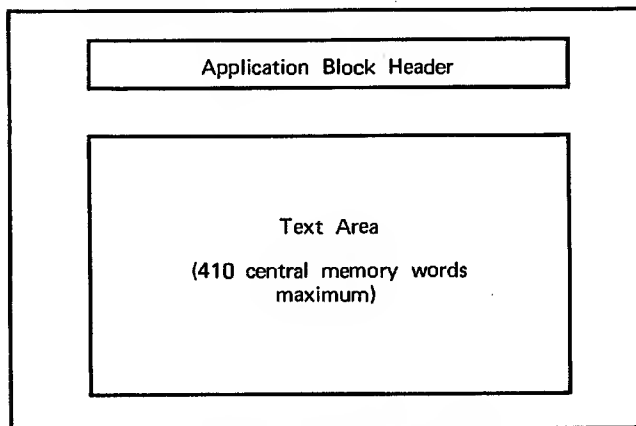 Application Block Header
Text Area
(410 central memory words
maximum)